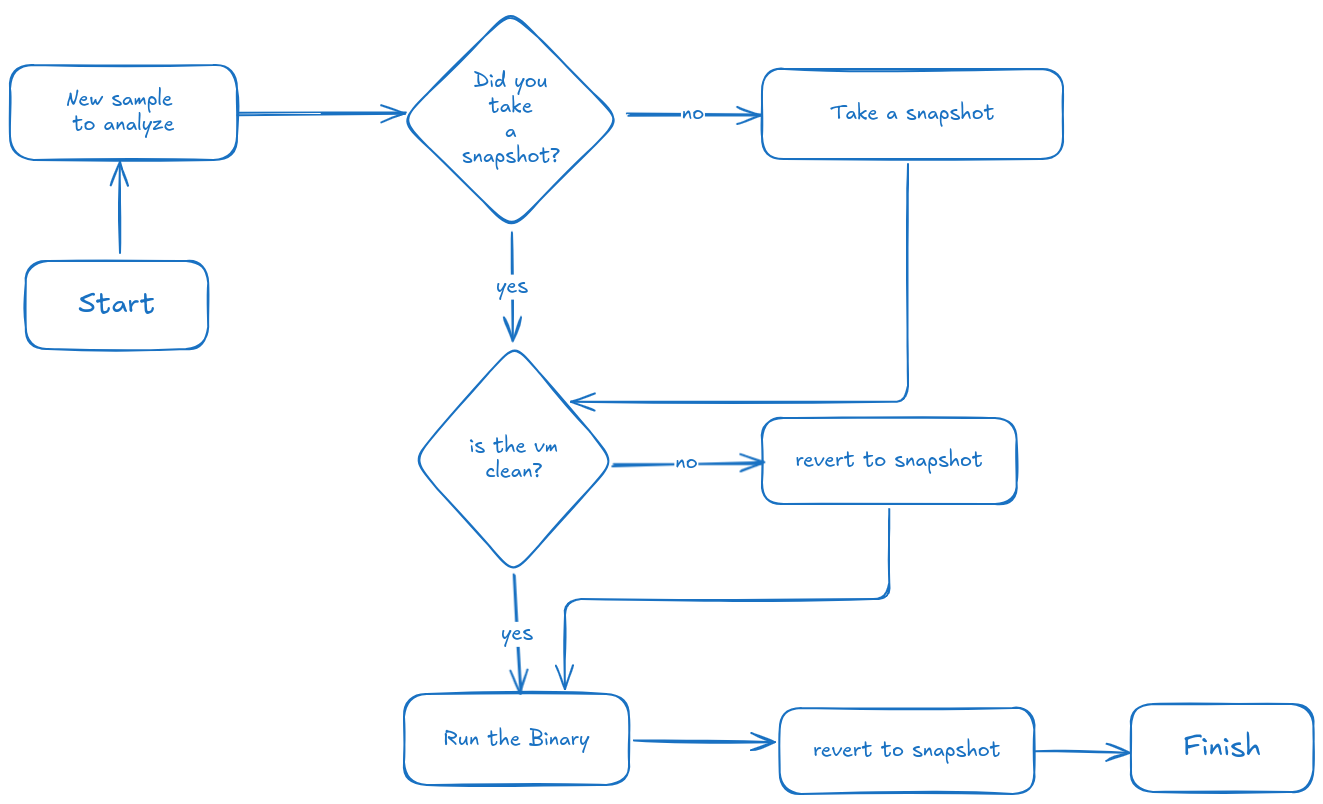 New sample
to analyze
Did you
take
a
snapshot?
no
Take a snapshot
Start
yes
is the vm
clean?
no
revert to snapshot
yes
Run the Binary
revert to snapshot
Finish